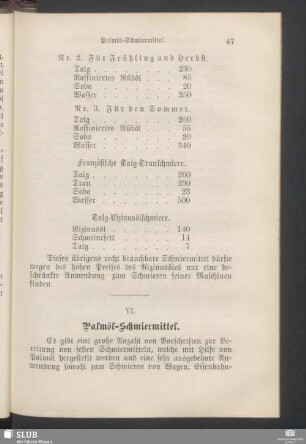 Palmöl-Schmiermittel. 47
Nr. 2. Für Frühling und Herbst.
Talg . . . . . . . . . 230
Raffiniertes Rüböl . . . . 85
Soda . . . . . . . . . 20
Wasser . . . . . . . . 350
Nr. 3. Für den Sommer.
Talg . . . . . . . . . 260
Raffiniertes Rüböl . . . . 55
Soda . . . . . . . . . 20
Wasser . . . . . . . . 340
Französische Talg-Transchmiere.
Talg . . . . . . . . . 260
Tran . . . . . . . . . 230
Soda . . . . . . . . . 23
Wasser . . . . . . . . 500
Talg-Rizinusölschmiere.
Rizinusöl . . . . . . . 140
Schweinefett . . . . . . 14
Talg . . . . . . . . . 7
Dieses übrigens recht brauchbare Schmiermittel dürfte
wegen des hohen Preises des Rizinusöles nur eine be-
schränkte Anwendung zum Schmieren feiner Maschinen
finden.
VI.
Palmöl-Schmiermittel.
Es gibt eine große Anzahl von Vorschriften zur Be-
reitung von festen Schmiermitteln, welche mit Hilfe von
Palmöl hergestellt werden und eine sehr ausgedehnte An-
wendung sowohl zum Schmieren von Wagen, Eisenbahn-
SLUB
Wir führen Wissen.